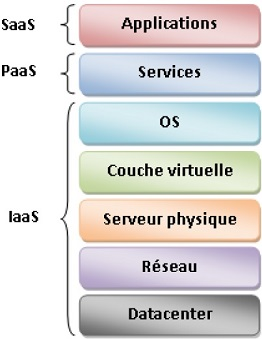 SaaS
Applications
PaaS
Services
OS
Couche virtuelle
IaaS
Serveur physique
Réseau
Datacenter